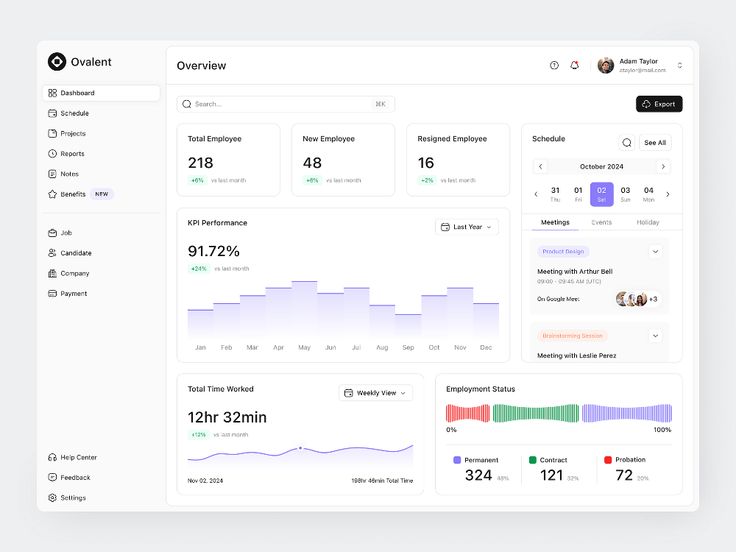 Ovalent
Dashboard
Schedule
Projects
Reports
Notes
Benefits NEW
Job
Candidate
Company
Payment
Help Center
Feedback
Settings
Overview
Adam Taylor
ataylor@mail.com
Search... ⌘K
Export
Total Employee
218
+6% vs last month
New Employee
48
+6% vs last month
Resigned Employee
16
+2% vs last month
KPI Performance
Last Year
91.72%
+24% vs last month
Jan Feb Mar Apr May Jun Jul Aug Sep Oct Nov Dec
Schedule
See All
October 2024
31 01 02 03 04
Thu Fri Sat Sun Mon
Meetings Events Holiday
Product Design
Meeting with Arthur Bell
09:00 - 09:45 AM (UTC)
On Google Meet +3
Brainstorming Session
Meeting with Leslie Perez
Total Time Worked
Weekly View
12hr 32min
+12% vs last month
Nov 02, 2024 198hr 46min Total Time
Employment Status
0% 100%
Permanent Contract Probation
324 48% 121 32% 72 20%